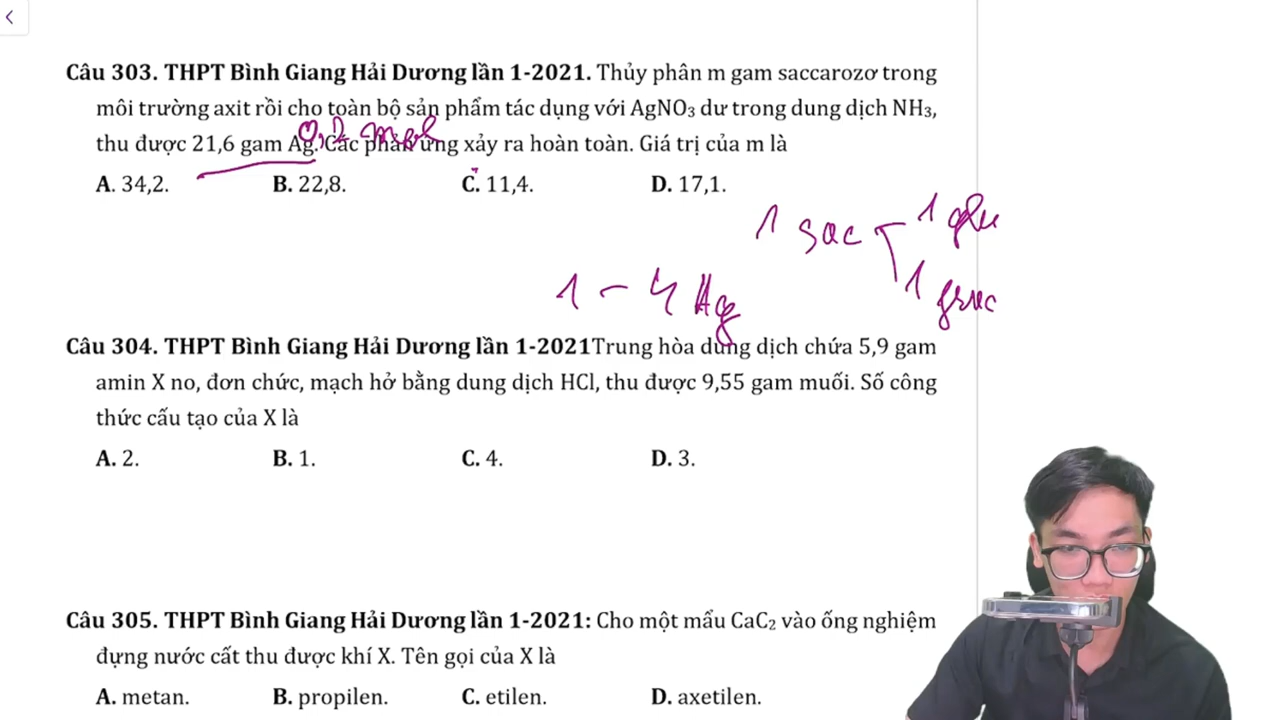 Câu 303. THPT Bình Giang Hải Dương lần 1-2021. Thủy phân m gam saccarozơ trong
môi trường axit rồi cho toàn bộ sản phẩm tác dụng với AgNO₃ dư trong dung dịch NH₃,
0,2 mol
thu được 21,6 gam Ag. Các phản ứng xảy ra hoàn toàn. Giá trị của m là
A. 34,2. B. 22,8. C. 11,4. D. 17,1.
1 sac 1 glu
1 fruc
1 - 4 Ag
Câu 304. THPT Bình Giang Hải Dương lần 1-2021Trung hòa dung dịch chứa 5,9 gam
amin X no, đơn chức, mạch hở bằng dung dịch HCl, thu được 9,55 gam muối. Số công
thức cấu tạo của X là
A. 2. B. 1. C. 4. D. 3.
Câu 305. THPT Bình Giang Hải Dương lần 1-2021: Cho một mẩu CaC₂ vào ống nghiệm
đựng nước cất thu được khí X. Tên gọi của X là
A. metan. B. propilen. C. etilen. D. axetilen.